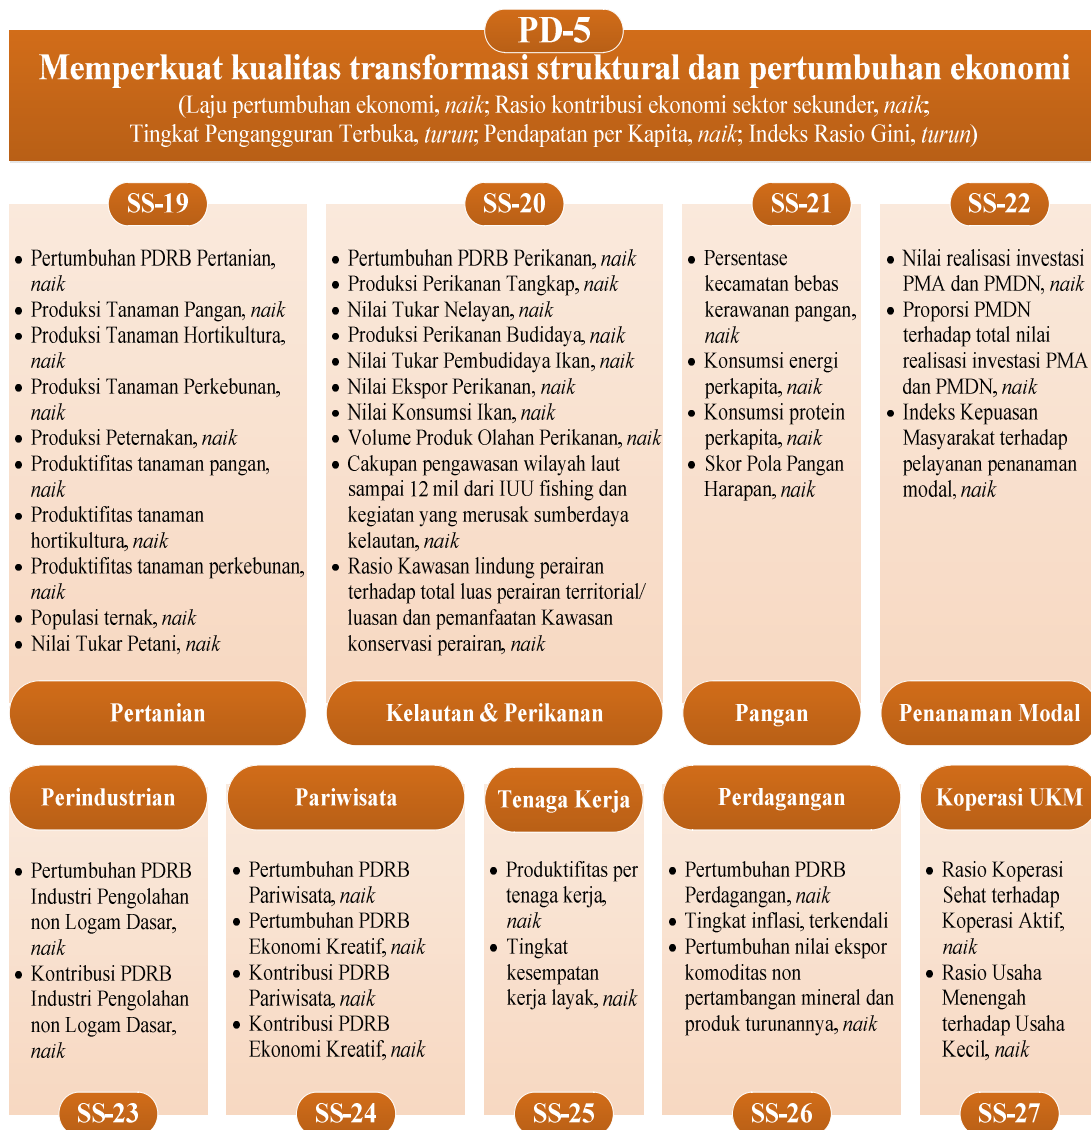 PD-5
Memperkuat kualitas transformasi struktural dan pertumbuhan ekonomi
(Laju pertumbuhan ekonomi, naik; Rasio kontribusi ekonomi sektor sekunder, naik;
Tingkat Pengangguran Terbuka, turun; Pendapatan per Kapita, naik; Indeks Rasio Gini, turun)
SS-19
• Pertumbuhan PDRB Pertanian,
naik
• Produksi Tanaman Pangan, naik
• Produksi Tanaman Hortikultura,
naik
• Produksi Tanaman Perkebunan,
naik
• Produksi Peternakan, naik
• Produktifitas tanaman pangan,
naik
• Produktifitas tanaman
hortikultura, naik
• Produktifitas tanaman perkebunan,
naik
• Populasi ternak, naik
• Nilai Tukar Petani, naik
Pertanian
SS-20
• Pertumbuhan PDRB Perikanan, naik
• Produksi Perikanan Tangkap, naik
• Nilai Tukar Nelayan, naik
• Produksi Perikanan Budidaya, naik
• Nilai Tukar Pembudidaya Ikan, naik
• Nilai Ekspor Perikanan, naik
• Nilai Konsumsi Ikan, naik
• Volume Produk Olahan Perikanan, naik
• Cakupan pengawasan wilayah laut
sampai 12 mil dari IUU fishing dan
kegiatan yang merusak sumberdaya
kelautan, naik
• Rasio Kawasan lindung perairan
terhadap total luas perairan territorial/
luasan dan pemanfaatan Kawasan
konservasi perairan, naik
Kelautan & Perikanan
SS-21
• Persentase
kecamatan bebas
kerawanan pangan,
naik
• Konsumsi energi
perkapita, naik
• Konsumsi protein
perkapita, naik
• Skor Pola Pangan
Harapan, naik
Pangan
SS-22
• Nilai realisasi investasi
PMA dan PMDN, naik
• Proporsi PMDN
terhadap total nilai
realisasi investasi PMA
dan PMDN, naik
• Indeks Kepuasan
Masyarakat terhadap
pelayanan penanaman
modal, naik
Penanaman Modal
Perindustrian
• Pertumbuhan PDRB
Industri Pengolahan
non Logam Dasar,
naik
• Kontribusi PDRB
Industri Pengolahan
non Logam Dasar,
naik
SS-23
Pariwisata
• Pertumbuhan PDRB
Pariwisata, naik
• Pertumbuhan PDRB
Ekonomi Kreatif, naik
• Kontribusi PDRB
Pariwisata, naik
• Kontribusi PDRB
Ekonomi Kreatif, naik
SS-24
Tenaga Kerja
• Produktifitas per
tenaga kerja,
naik
• Tingkat
kesempatan
kerja layak, naik
SS-25
Perdagangan
• Pertumbuhan PDRB
Perdagangan, naik
• Tingkat inflasi, terkendali
• Pertumbuhan nilai ekspor
komoditas non
pertambangan mineral dan
produk turunannya, naik
SS-26
Koperasi UKM
• Rasio Koperasi
Sehat terhadap
Koperasi Aktif,
naik
• Rasio Usaha
Menengah
terhadap Usaha
Kecil, naik
SS-27